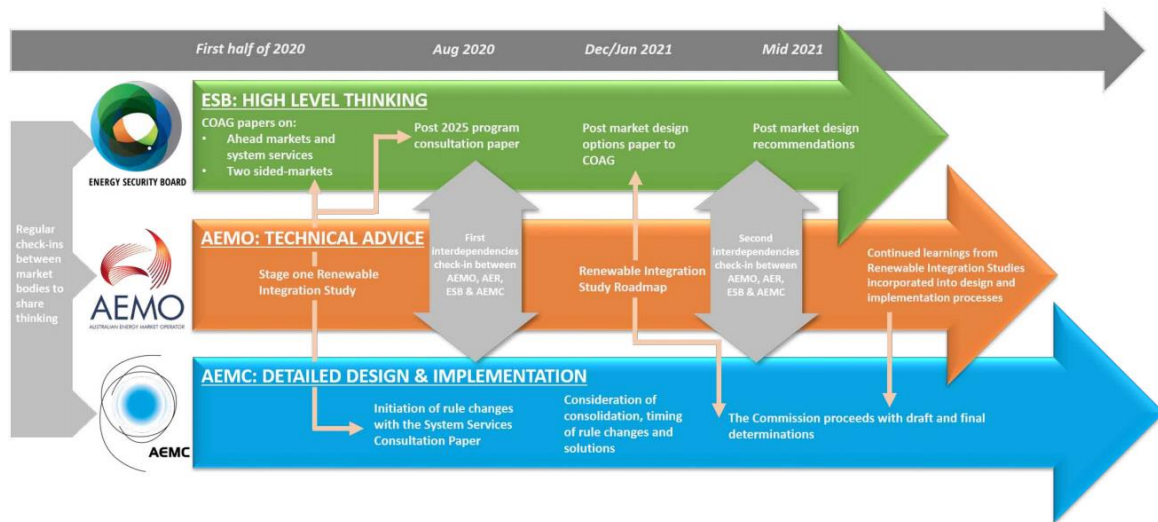 First half of 2020
Aug 2020
Dec/Jan 2021
Mid 2021
ENERGY SECURITY BOARD
ESB: HIGH LEVEL THINKING
COAG papers on:
• Ahead markets and
system services
• Two sided-markets
Post 2025 program
consultation paper
Post market design
options paper to
COAG
Post market design
recommendations
Regular
check-ins
between
market
bodies to
share
thinking
AEMO
AUSTRALIAN ENERGY MARKET OPERATOR
AEMO: TECHNICAL ADVICE
Stage one Renewable
Integration Study
First
interdependencies
check-in between
AEMO, AER,
ESB & AEMC
Renewable Integration
Study Roadmap
Second
interdependencies
check-in between
AEMO, AER,
ESB & AEMC
Continued learnings from
Renewable Integration Studies
incorporated into design and
implementation processes
AEMC
AEMC: DETAILED DESIGN & IMPLEMENTATION
Initiation of rule changes
with the System Services
Consultation Paper
Consideration of
consolidation, timing
of rule changes and
solutions
The Commission proceeds with draft and final
determinations